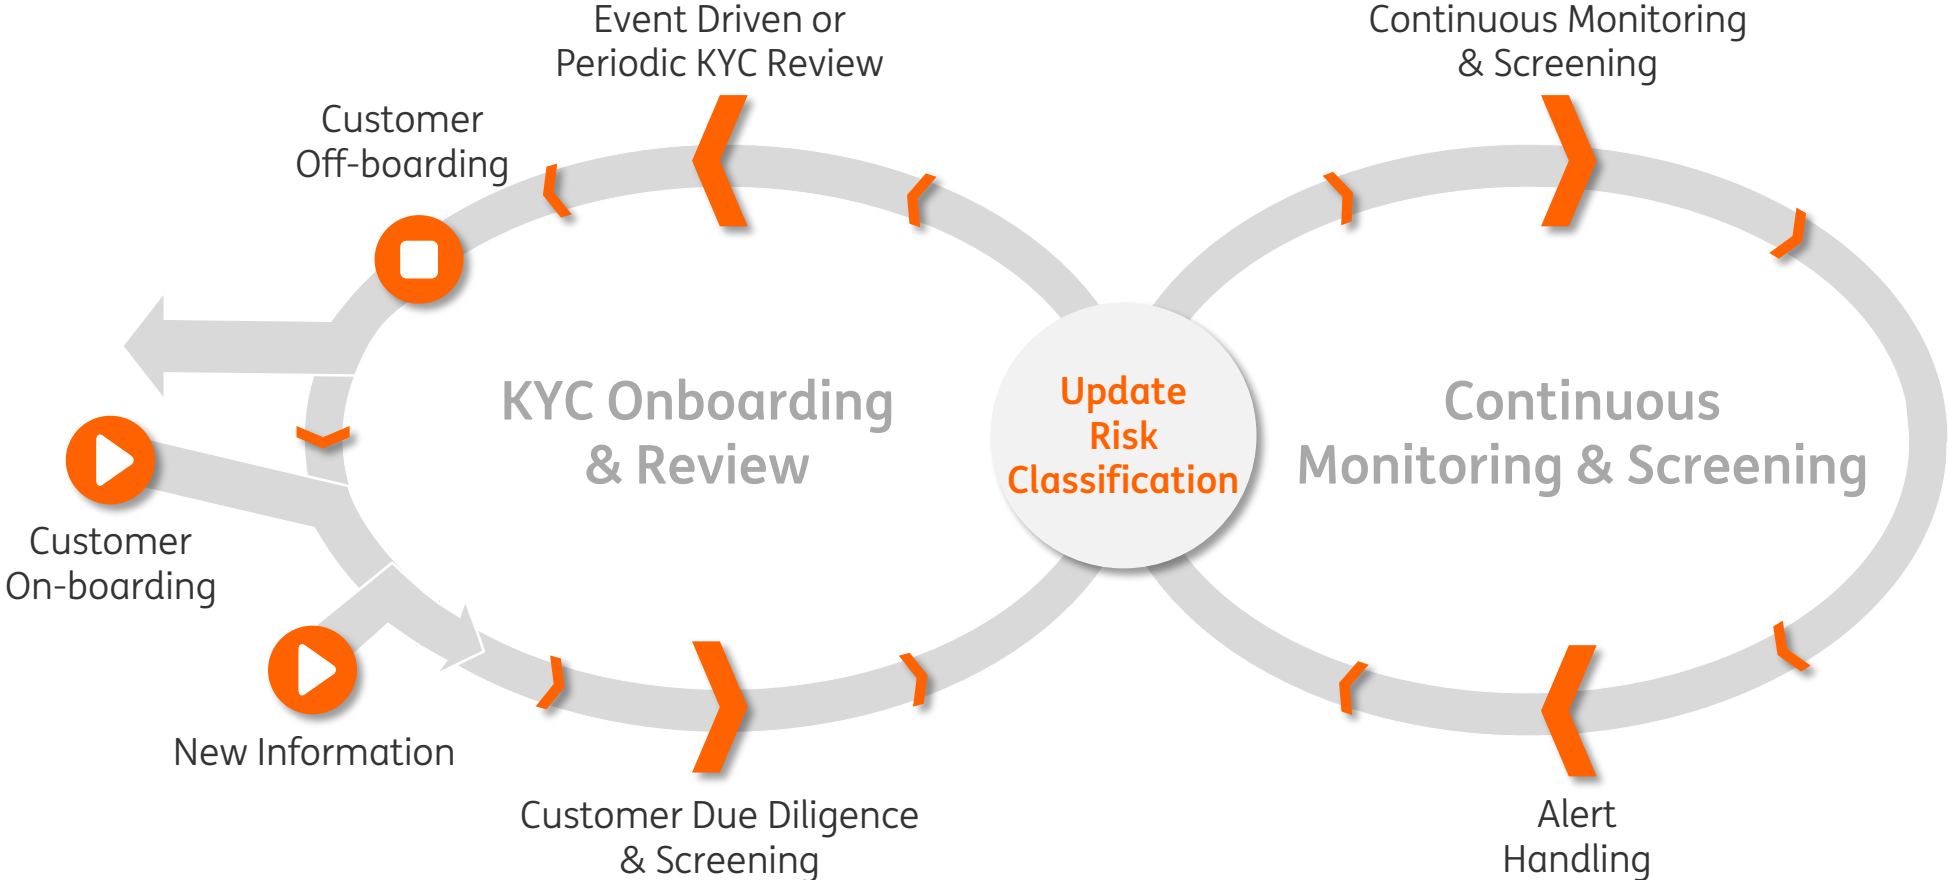 Event Driven or
Periodic KYC Review
Continuous Monitoring
& Screening
Customer
Off-boarding
KYC Onboarding
& Review
Update
Risk
Classification
Continuous
Monitoring & Screening
Customer
On-boarding
New Information
Customer Due Diligence
& Screening
Alert
Handling